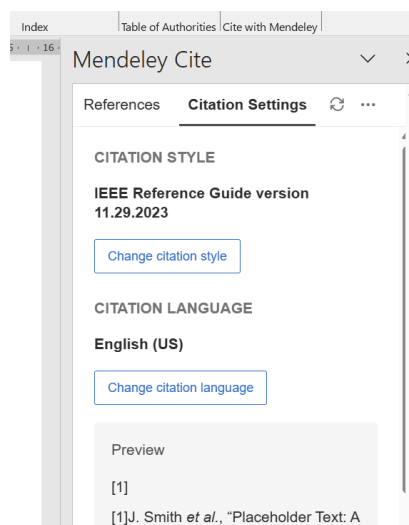 Index
Table of Authorities
Cite with Mendeley
16
Mendeley Cite
References
Citation Settings
CITATION STYLE
IEEE Reference Guide version
11.29.2023
Change citation style
CITATION LANGUAGE
English (US)
Change citation language
Preview
[1]
[1]J. Smith et al., “Placeholder Text: A